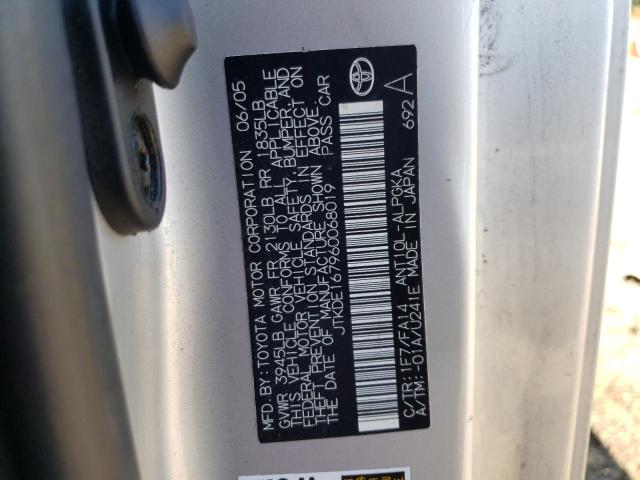 MFD.BY:TOYOTA MOTOR CORPORATION 06/05
GVWR 3945LB GAWR FR 2130LB RR 1835LB
THIS VEHICLE CONFORMS TO ALL APPLICABLE
FEDERAL MOTOR VEHICLE SAFETY, BUMPER, AND
THEFT PREVENTION STANDARDS IN EFFECT ON
THE DATE OF MANUFACTURE SHOWN ABOVE.
JTKDE167960068019 PASS CAR
C/TR:1F7/FA14 ANT10L-ALPGKA 692 A
A/TM:-01A/U241E MADE IN JAPAN